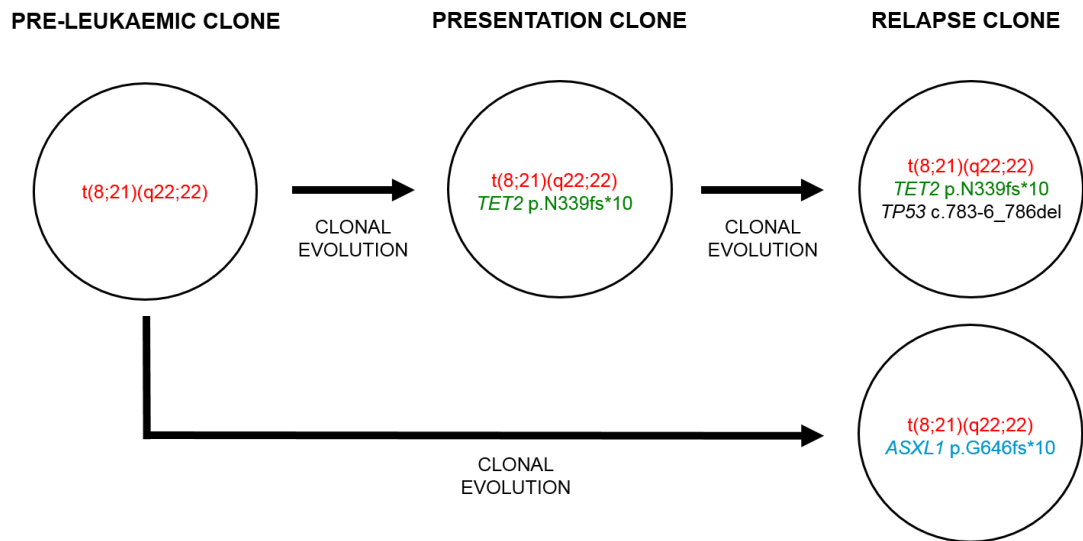 PRE-LEUKAEMIC CLONE
PRESENTATION CLONE
RELAPSE CLONE
t(8;21)(q22;22)
CLONAL
EVOLUTION
t(8;21)(q22;22)
TET2 p.N339fs*10
CLONAL
EVOLUTION
t(8;21)(q22;22)
TET2 p.N339fs*10
TP53 c.783-6_786del
CLONAL
EVOLUTION
t(8;21)(q22;22)
ASXL1 p.G646fs*10